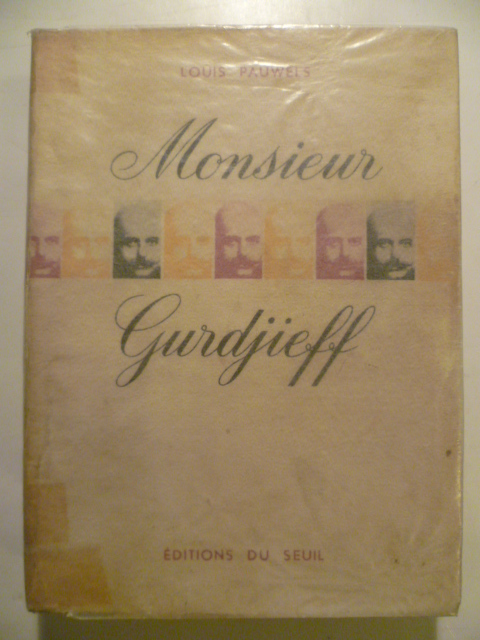 LOUIS PAUWELS
Monsieur
Gurdjieff
ÉDITIONS DU SEUIL